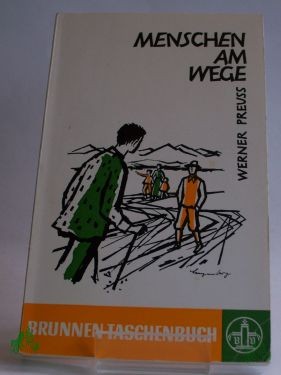 MENSCHEN
AM
WEGE
WERNER PREUSS
BRUNNEN-TASCHENBUCH
B V